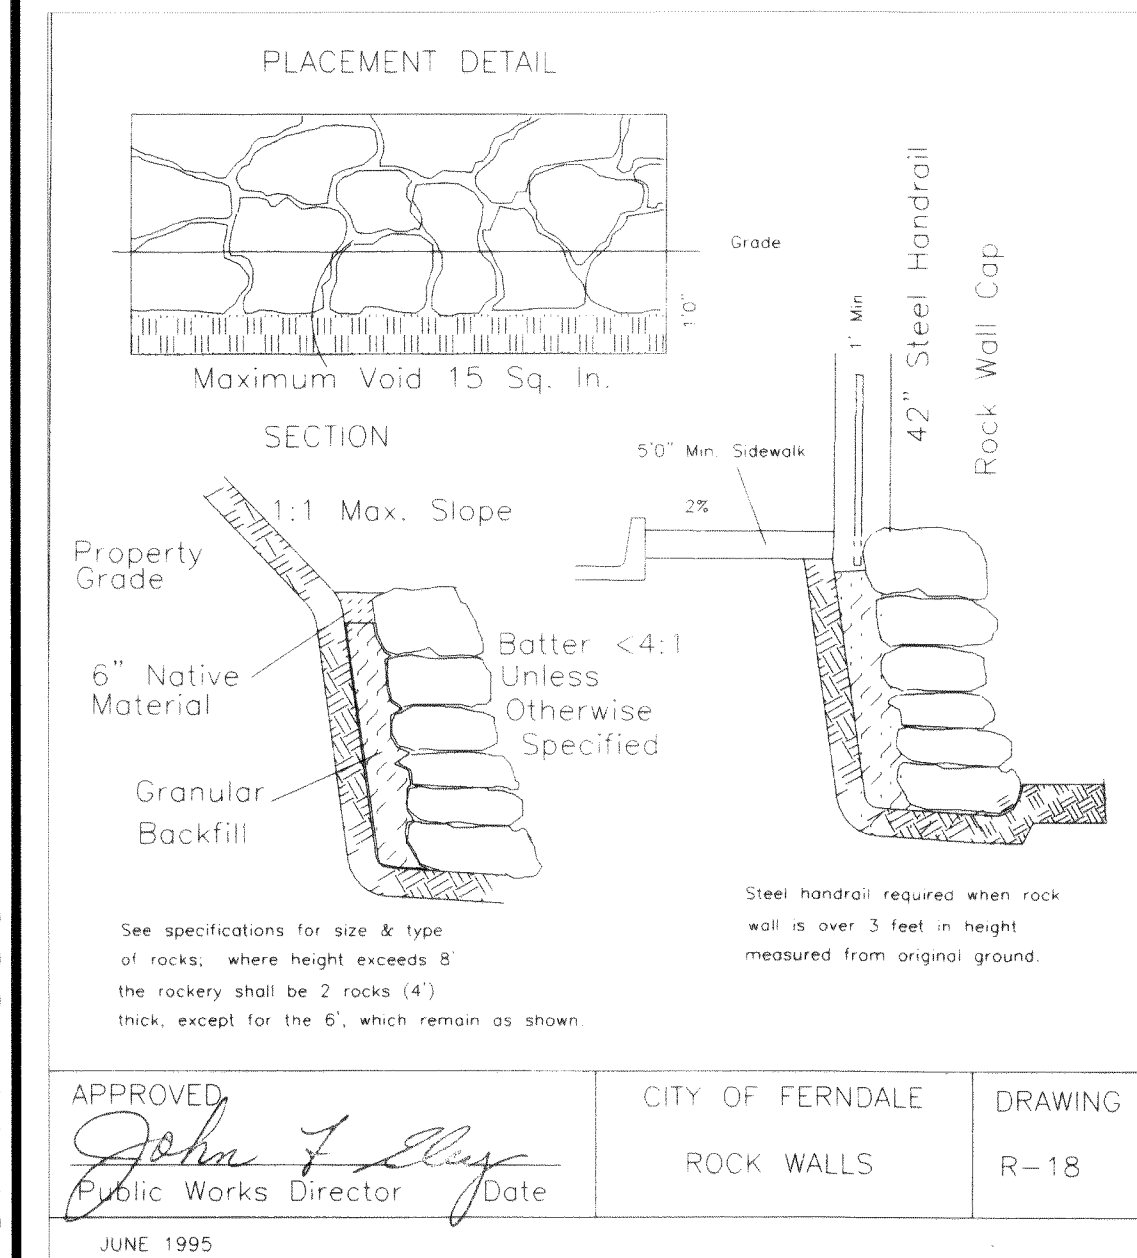 PLACEMENT DETAIL
Grade
1'0"
Maximum Void 15 Sq. In.
1' Min
42" Steel Handrail
Rock Wall Cap
SECTION
5'0" Min. Sidewalk
2%
1:1 Max. Slope
Property
Grade
6" Native
Material
Batter <4:1
Unless
Otherwise
Specified
Granular
Backfill
See specifications for size & type
of rocks; where height exceeds 8'
the rockery shall be 2 rocks (4')
thick, except for the 6', which remain as shown.
Steel handrail required when rock
wall is over 3 feet in height
measured from original ground.
APPROVED
John F
Public Works Director Date
CITY OF FERNDALE
ROCK WALLS
DRAWING
R-18
JUNE 1995